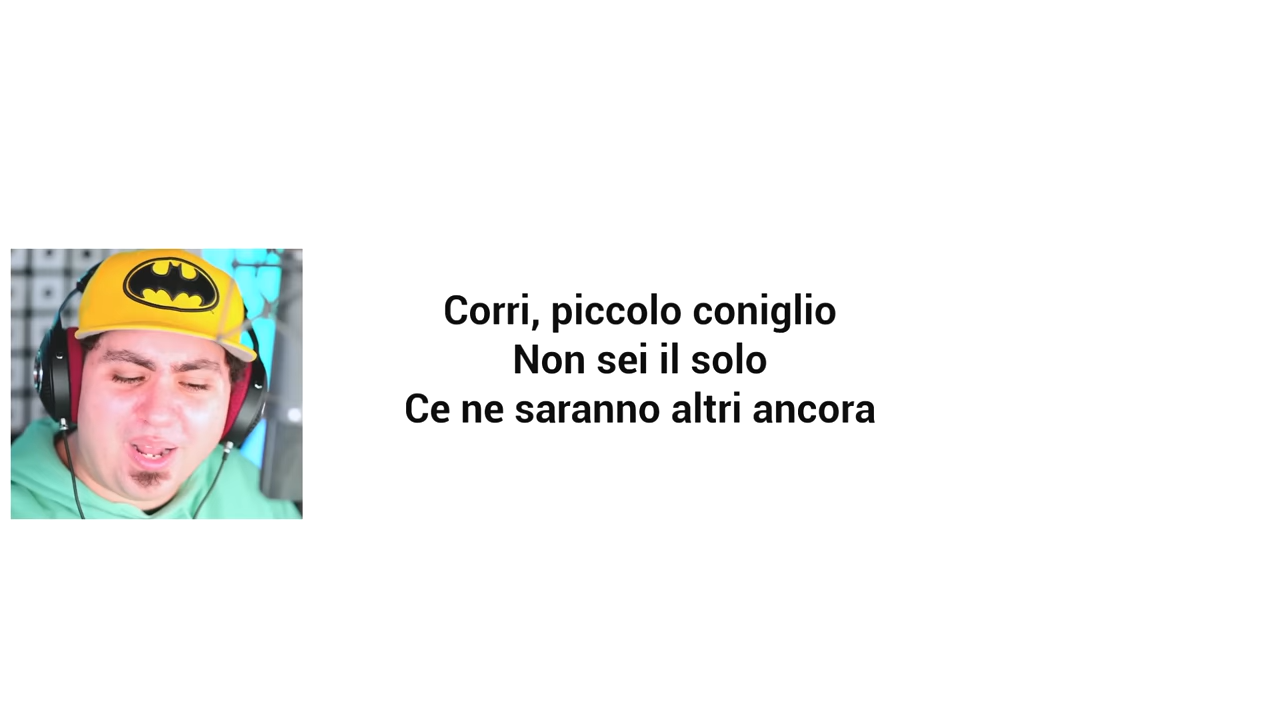 Corri, piccolo coniglio
Non sei il solo
Ce ne saranno altri ancora